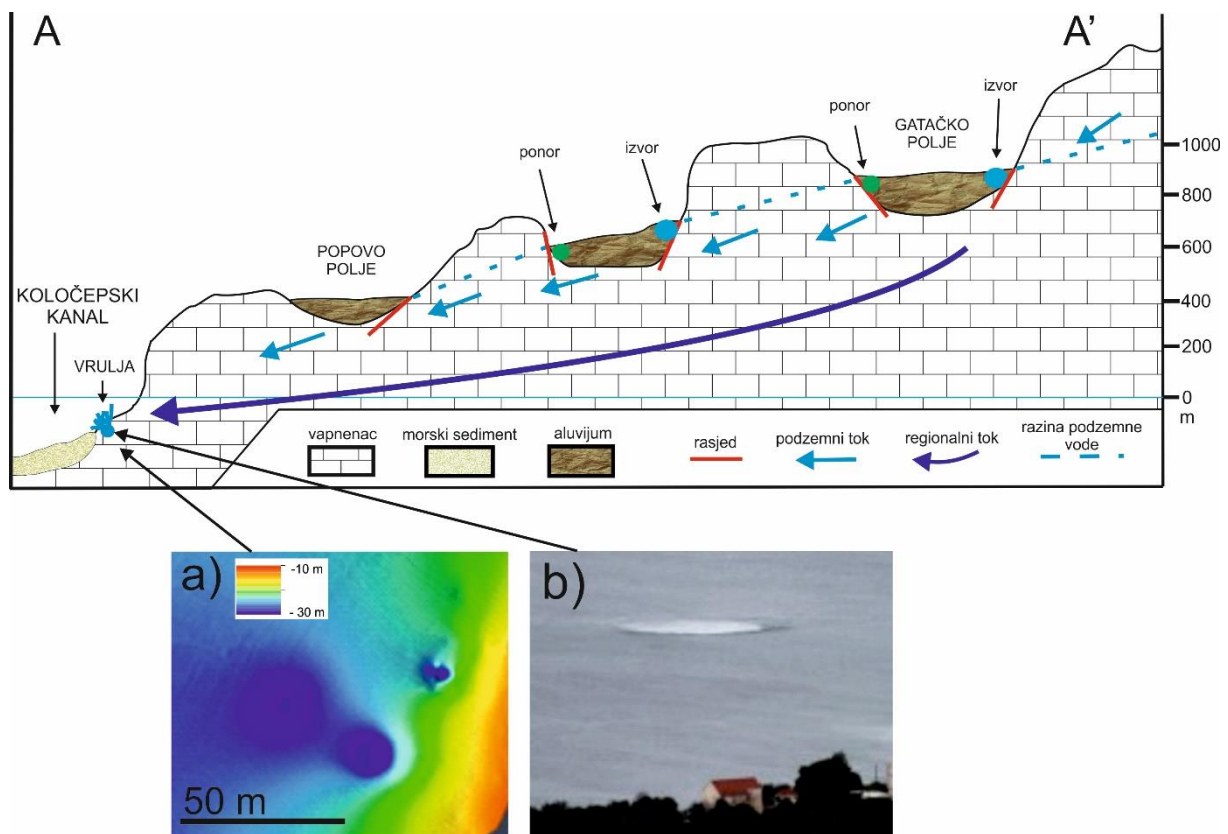 A
A'
izvor
ponor
GATAČKO
POLJE
izvor
ponor
1000
800
POPOVO
POLJE
600
KOLOČEPSKI
KANAL
400
VRULJA
200
0
m
vapnenac
morski sediment
aluvijum
rasjed
podzemni tok
regionalni tok
razina podzemne
vode
a)
-10 m
- 30 m
50 m
b)